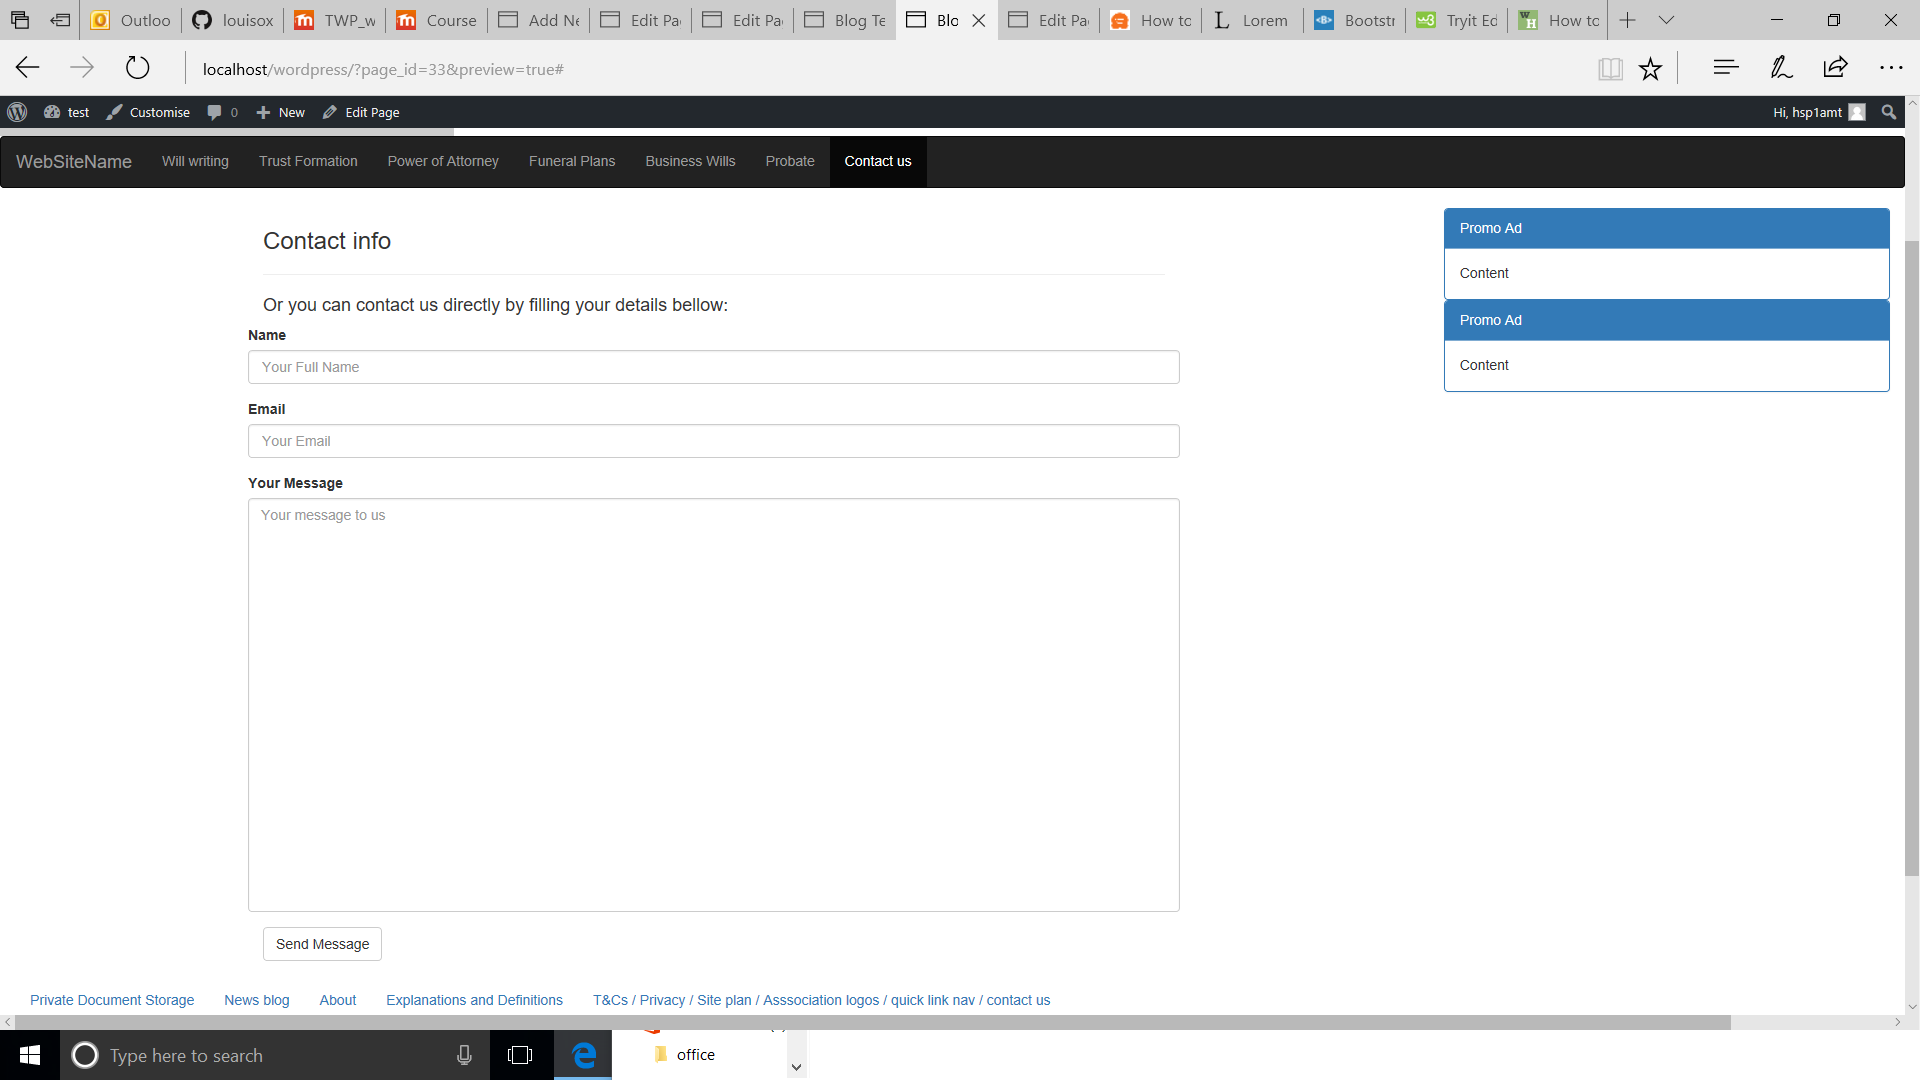 Outloo louisox TWP_w Course Add Ne Edit Pa Edit Pa Blog Te Blo Edit Pa How to Lorem Bootstr Tryit Ed How to
localhost/wordpress/?page_id=33&preview=true#
test Customise 0 New Edit Page Hi, hsp1amt
WebSiteName Will writing Trust Formation Power of Attorney Funeral Plans Business Wills Probate Contact us
Promo Ad
Contact info
Content
Or you can contact us directly by filling your details bellow:
Promo Ad
Name
Your Full Name
Content
Email
Your Email
Your Message
Your message to us
Send Message
Private Document Storage News blog About Explanations and Definitions T&Cs / Privacy / Site plan / Asssociation logos / quick link nav / contact us
Type here to search
office